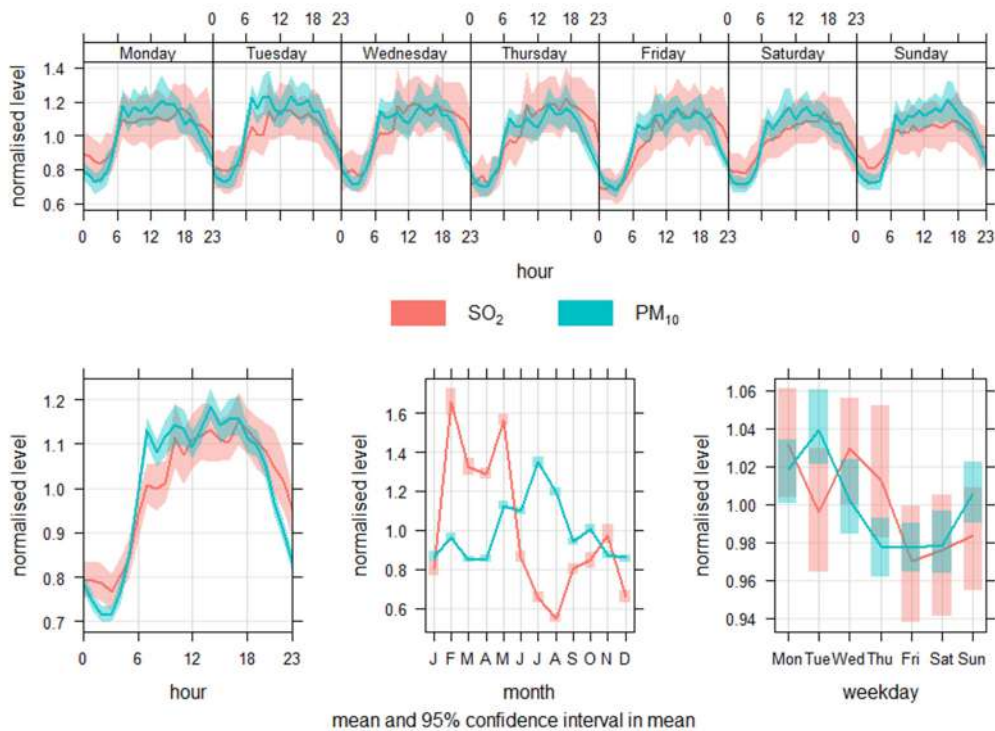 0 6 12 18 23 0 6 12 18 23 0 6 12 18 23
Monday Tuesday Wednesday Thursday Friday Saturday Sunday
1.4
1.2
1.0
0.8
0.6
normalised level
0 6 12 18 23 0 6 12 18 23 0 6 12 18 23 0 6 12 18 23
hour
SO₂ PM₁₀
1.2
1.1
1.0
0.9
0.8
0.7
normalised level
0 6 12 18 23
hour
1.6
1.4
1.2
1.0
0.8
0.6
normalised level
J F M A M J J A S O N D
month
1.06
1.04
1.02
1.00
0.98
0.96
0.94
normalised level
Mon Tue Wed Thu Fri Sat Sun
weekday
mean and 95% confidence interval in mean